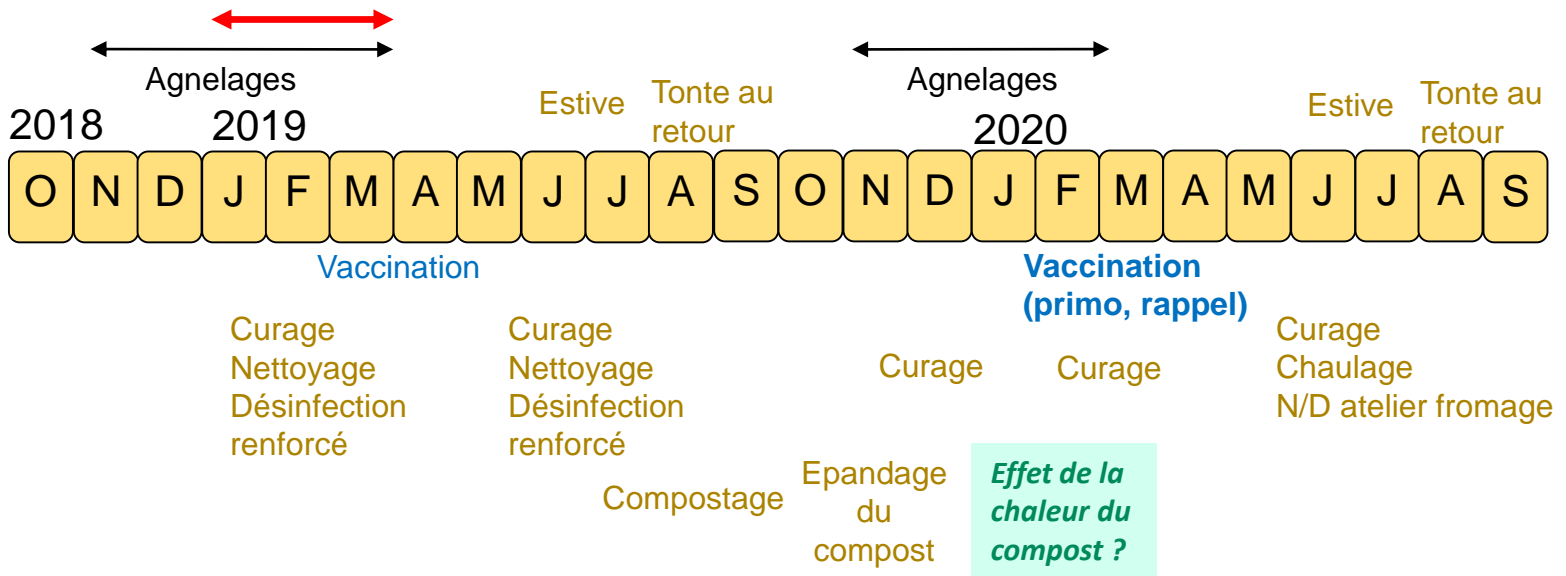 Agnelages
Agnelages
Estive
Tonte au
retour
Estive
Tonte au
retour
2018
2019
2020
O N D J F M A M J J A S O N D J F M A M J J A S
Vaccination
Vaccination
(primo, rappel)
Curage
Nettoyage
Désinfection
renforcé
Curage
Nettoyage
Désinfection
renforcé
Curage
Curage
Curage
Chaulage
N/D atelier fromage
Compostage
Epandage
du
compost
Effet de la
chaleur du
compost ?